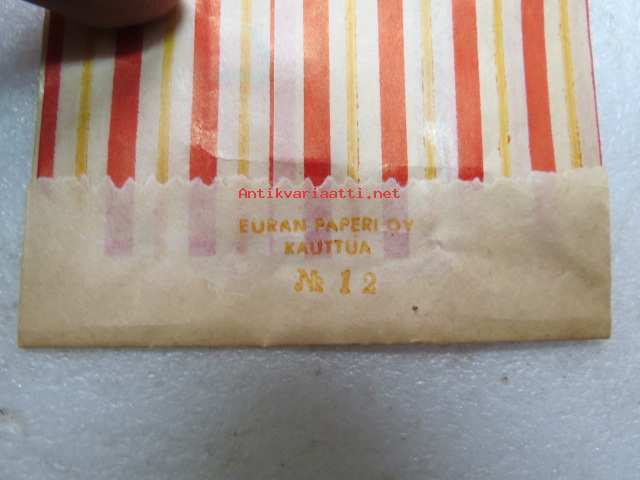 Antikvariaatti.net
EURAN PAPERI OY
KAUTTUA
№ 12